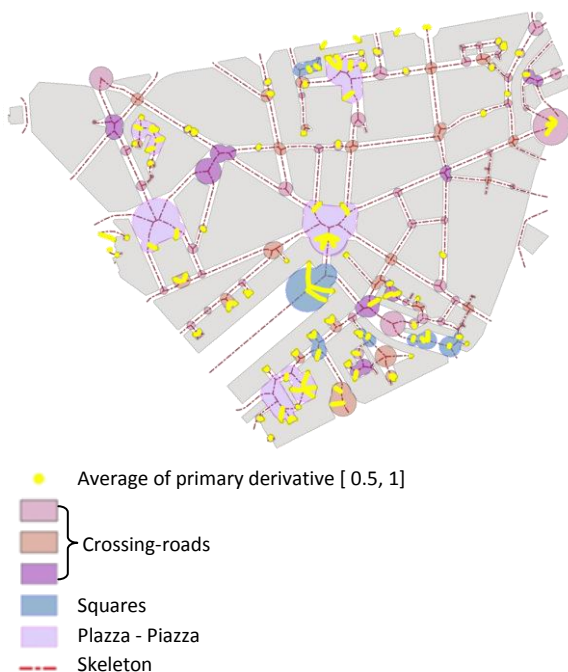 Average of primary derivative [ 0.5, 1]
Crossing-roads
Squares
Plazza - Piazza
Skeleton